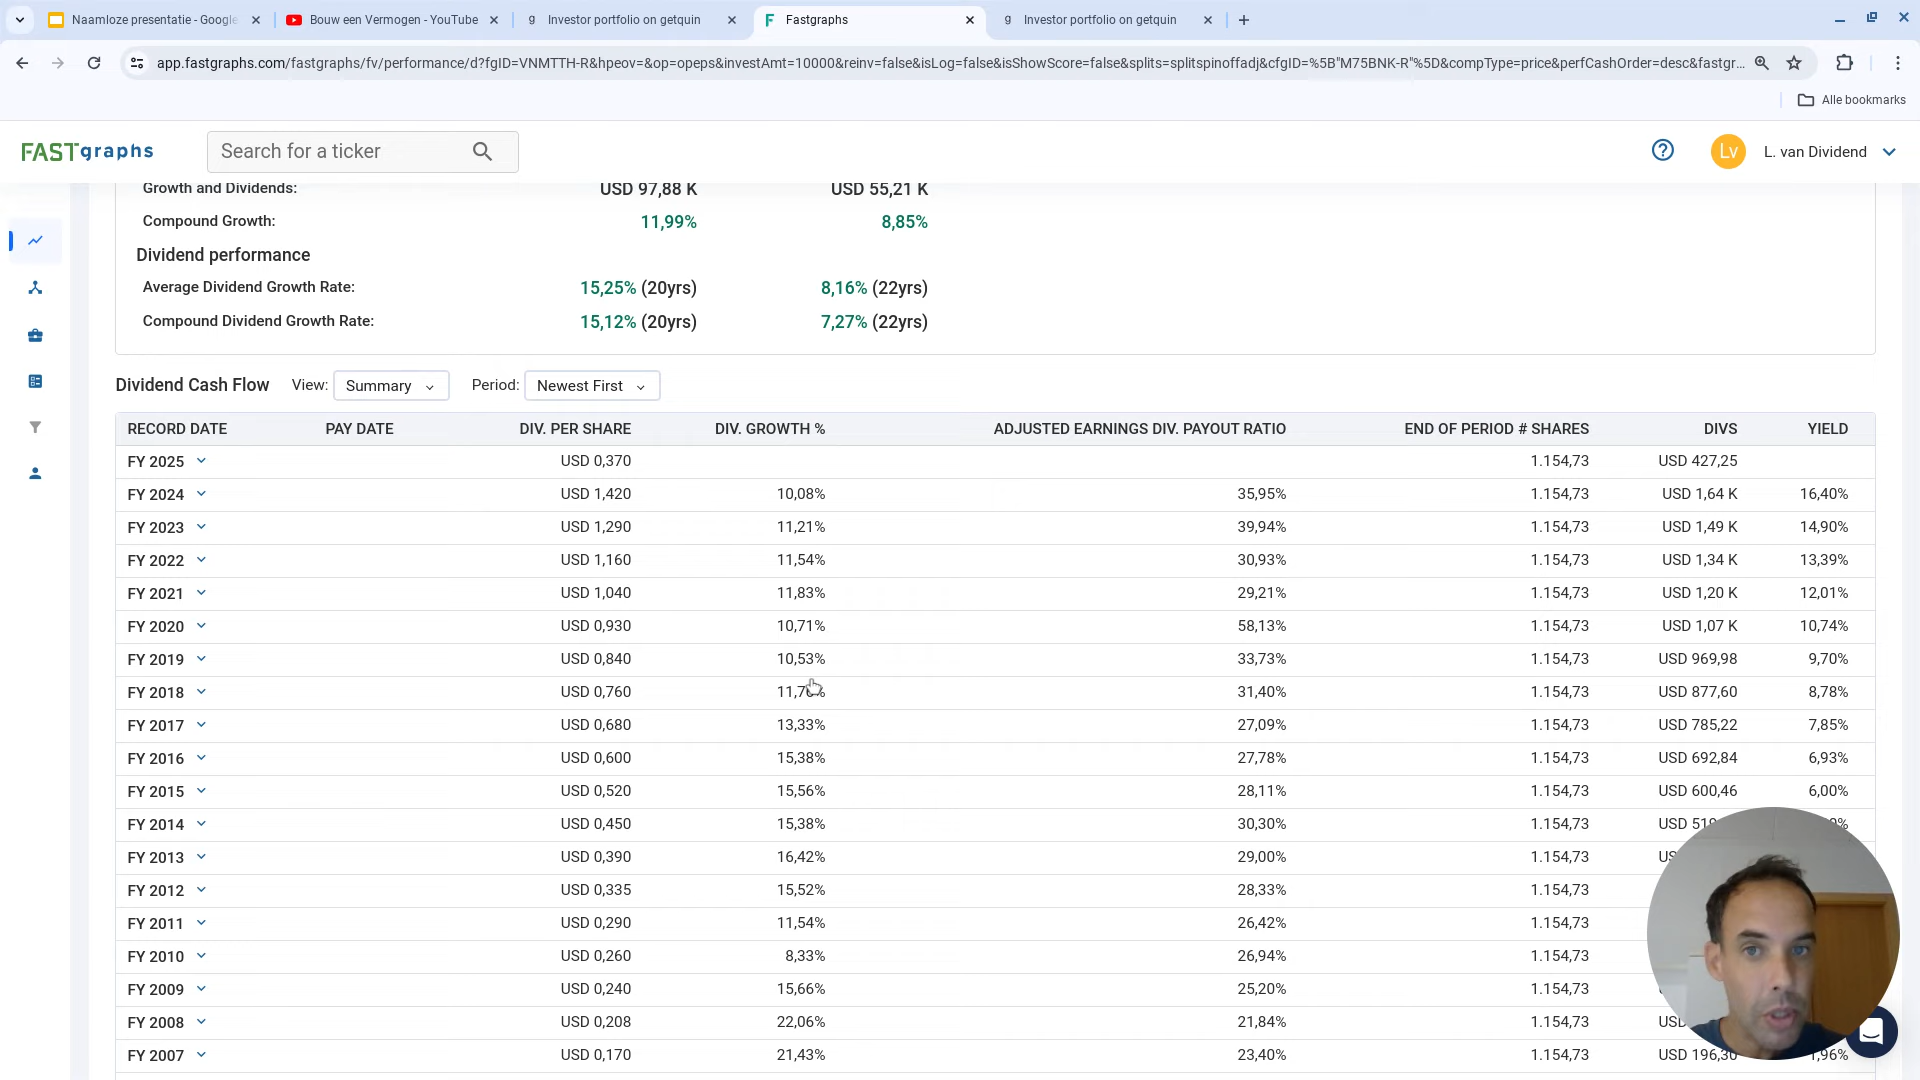 Naamloze presentatie - Google
Bouw een Vermogen - YouTube
Investor portfolio on getquin
Fastgraphs
Investor portfolio on getquin
app.fastgraphs.com/fastgraphs/fv/performance/d?fgID=VNMTTH-R&hpeov=&op=opeps&investAmt=10000&reinv=false&isLog=false&isShowScore=false&splits=splitspinoffadj&cfgID=%5B"M75BNK-R"%5D&compType=price&perfCashOrder=desc&fastgr...
Alle bookmarks
FASTgraphs
Search for a ticker
Lv
L. van Dividend
Growth and Dividends: USD 97,88 K USD 55,21 K
Compound Growth: 11,99% 8,85%
Dividend performance
Average Dividend Growth Rate: 15,25% (20yrs) 8,16% (22yrs)
Compound Dividend Growth Rate: 15,12% (20yrs) 7,27% (22yrs)
Dividend Cash Flow View: Summary Period: Newest First
RECORD DATE PAY DATE DIV. PER SHARE DIV. GROWTH % ADJUSTED EARNINGS DIV. PAYOUT RATIO END OF PERIOD # SHARES DIVS YIELD
FY 2025 USD 0,370 1.154,73 USD 427,25
FY 2024 USD 1,420 10,08% 35,95% 1.154,73 USD 1,64 K 16,40%
FY 2023 USD 1,290 11,21% 39,94% 1.154,73 USD 1,49 K 14,90%
FY 2022 USD 1,160 11,54% 30,93% 1.154,73 USD 1,34 K 13,39%
FY 2021 USD 1,040 11,83% 29,21% 1.154,73 USD 1,20 K 12,01%
FY 2020 USD 0,930 10,71% 58,13% 1.154,73 USD 1,07 K 10,74%
FY 2019 USD 0,840 10,53% 33,73% 1.154,73 USD 969,98 9,70%
FY 2018 USD 0,760 31,40% 1.154,73 USD 877,60 8,78%
FY 2017 USD 0,680 13,33% 27,09% 1.154,73 USD 785,22 7,85%
FY 2016 USD 0,600 15,38% 27,78% 1.154,73 USD 692,84 6,93%
FY 2015 USD 0,520 15,56% 28,11% 1.154,73 USD 600,46 6,00%
FY 2014 USD 0,450 15,38% 30,30% 1.154,73 USD
FY 2013 USD 0,390 16,42% 29,00% 1.154,73
FY 2012 USD 0,335 15,52% 28,33% 1.154,73
FY 2011 USD 0,290 11,54% 26,42% 1.154,73
FY 2010 USD 0,260 8,33% 26,94% 1.154,73
FY 2009 USD 0,240 15,66% 25,20% 1.154,73
FY 2008 USD 0,208 22,06% 21,84% 1.154,73
FY 2007 USD 0,170 21,43% 23,40% 1.154,73 USD 196,30 1,96%